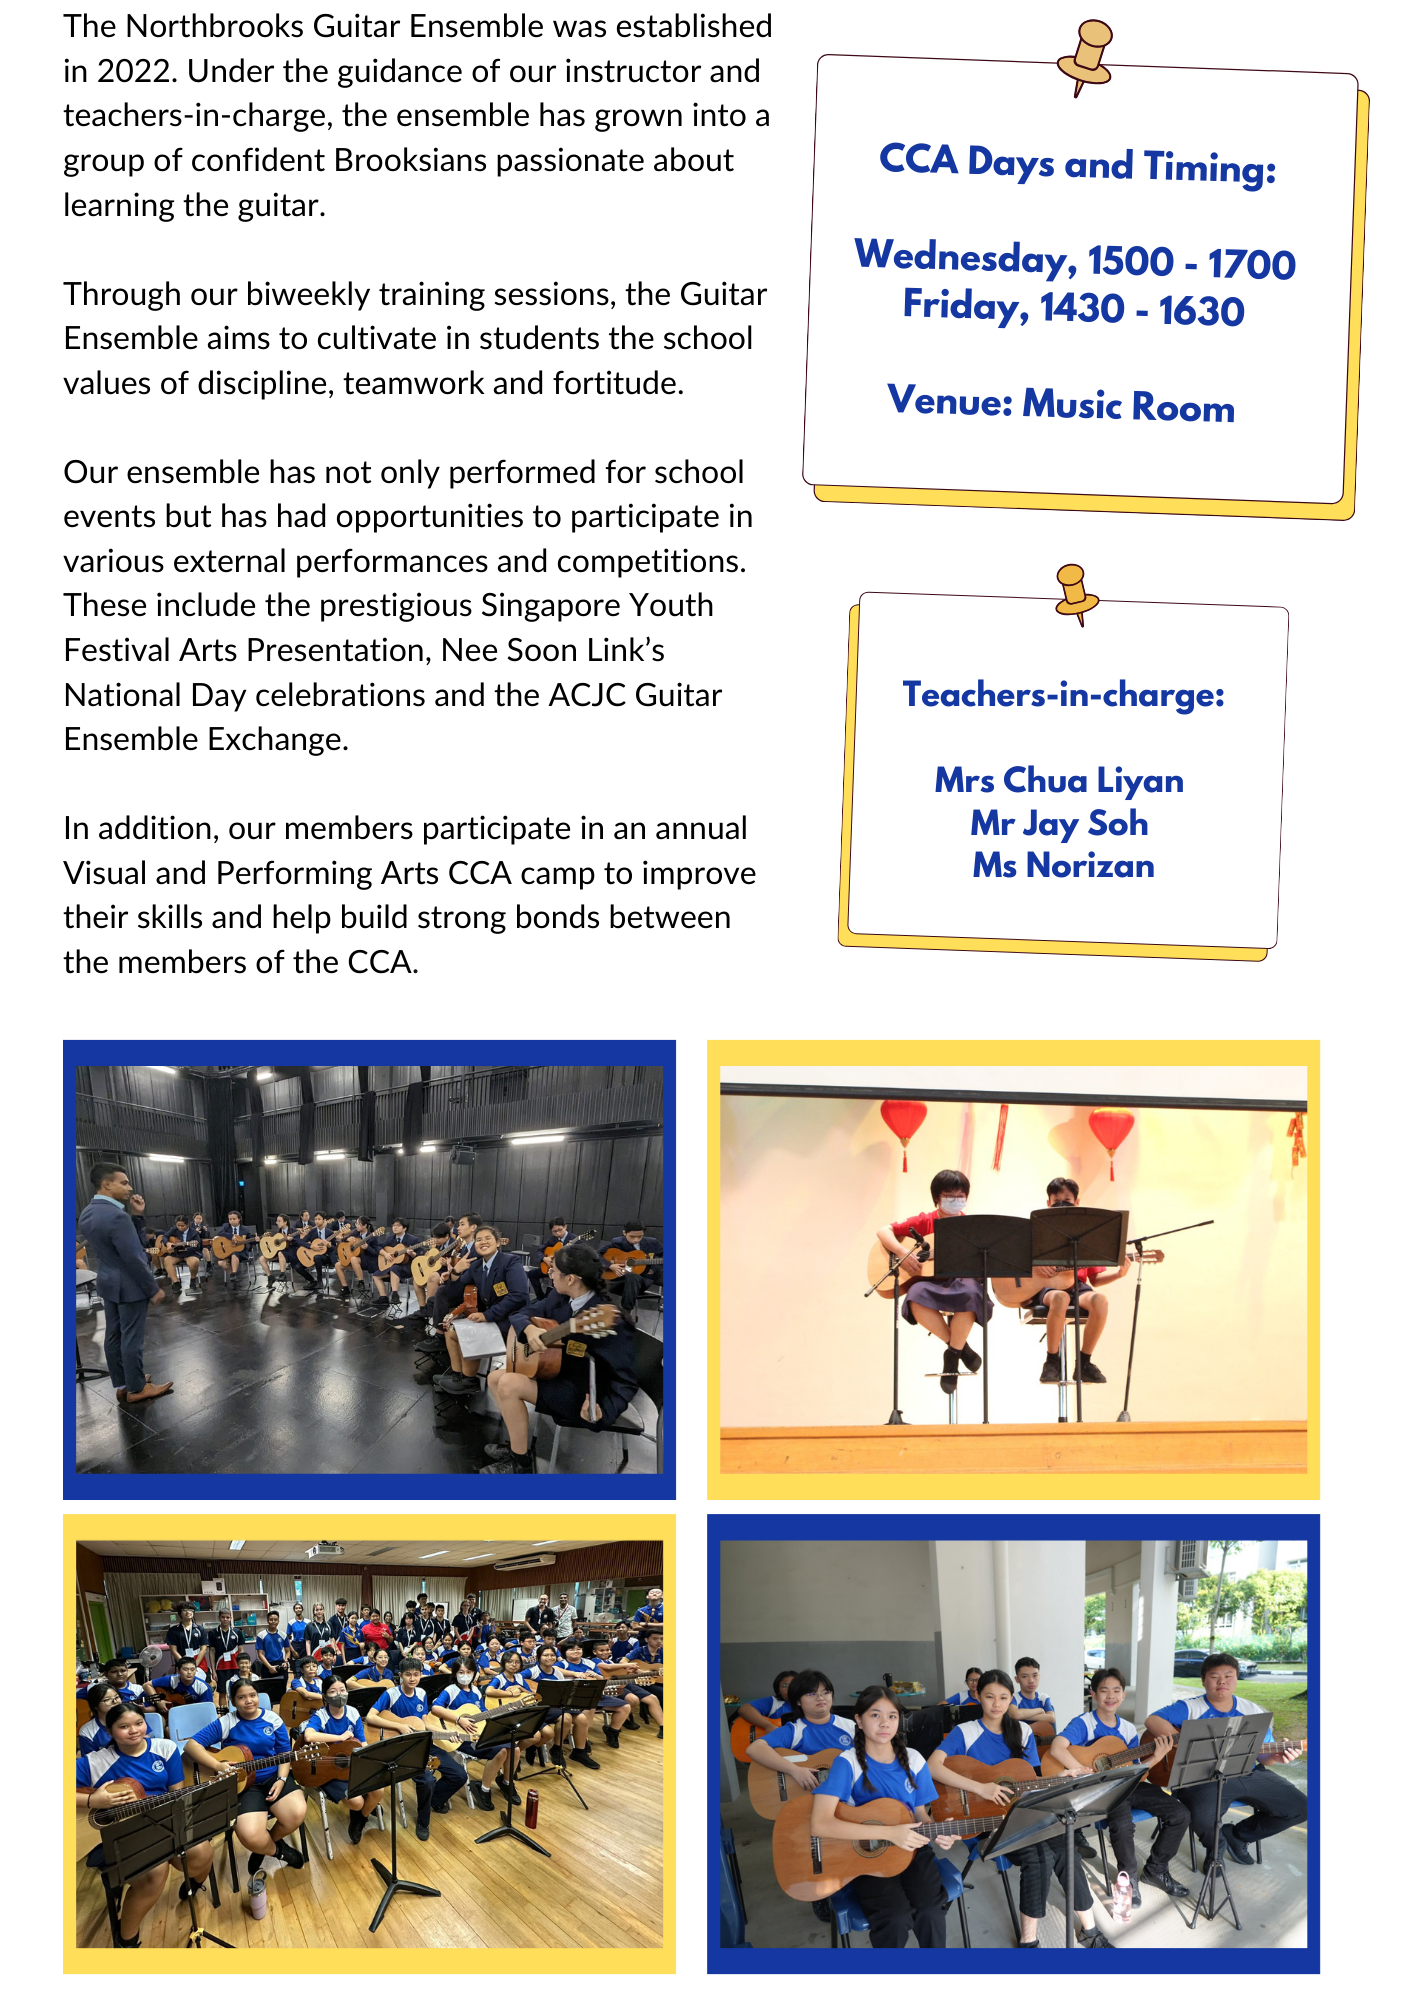 The Northbrooks Guitar Ensemble was established
in 2022. Under the guidance of our instructor and
teachers-in-charge, the ensemble has grown into a
group of confident Brooksians passionate about
learning the guitar.
Through our biweekly training sessions, the Guitar
Ensemble aims to cultivate in students the school
values of discipline, teamwork and fortitude.
Our ensemble has not only performed for school
events but has had opportunities to participate in
various external performances and competitions.
These include the prestigious Singapore Youth
Festival Arts Presentation, Nee Soon Link’s
National Day celebrations and the ACJC Guitar
Ensemble Exchange.
In addition, our members participate in an annual
Visual and Performing Arts CCA camp to improve
their skills and help build strong bonds between
the members of the CCA.
CCA Days and Timing:
Wednesday, 1500 - 1700
Friday, 1430 - 1630
Venue: Music Room
Teachers-in-charge:
Mrs Chua Liyan
Mr Jay Soh
Ms Norizan